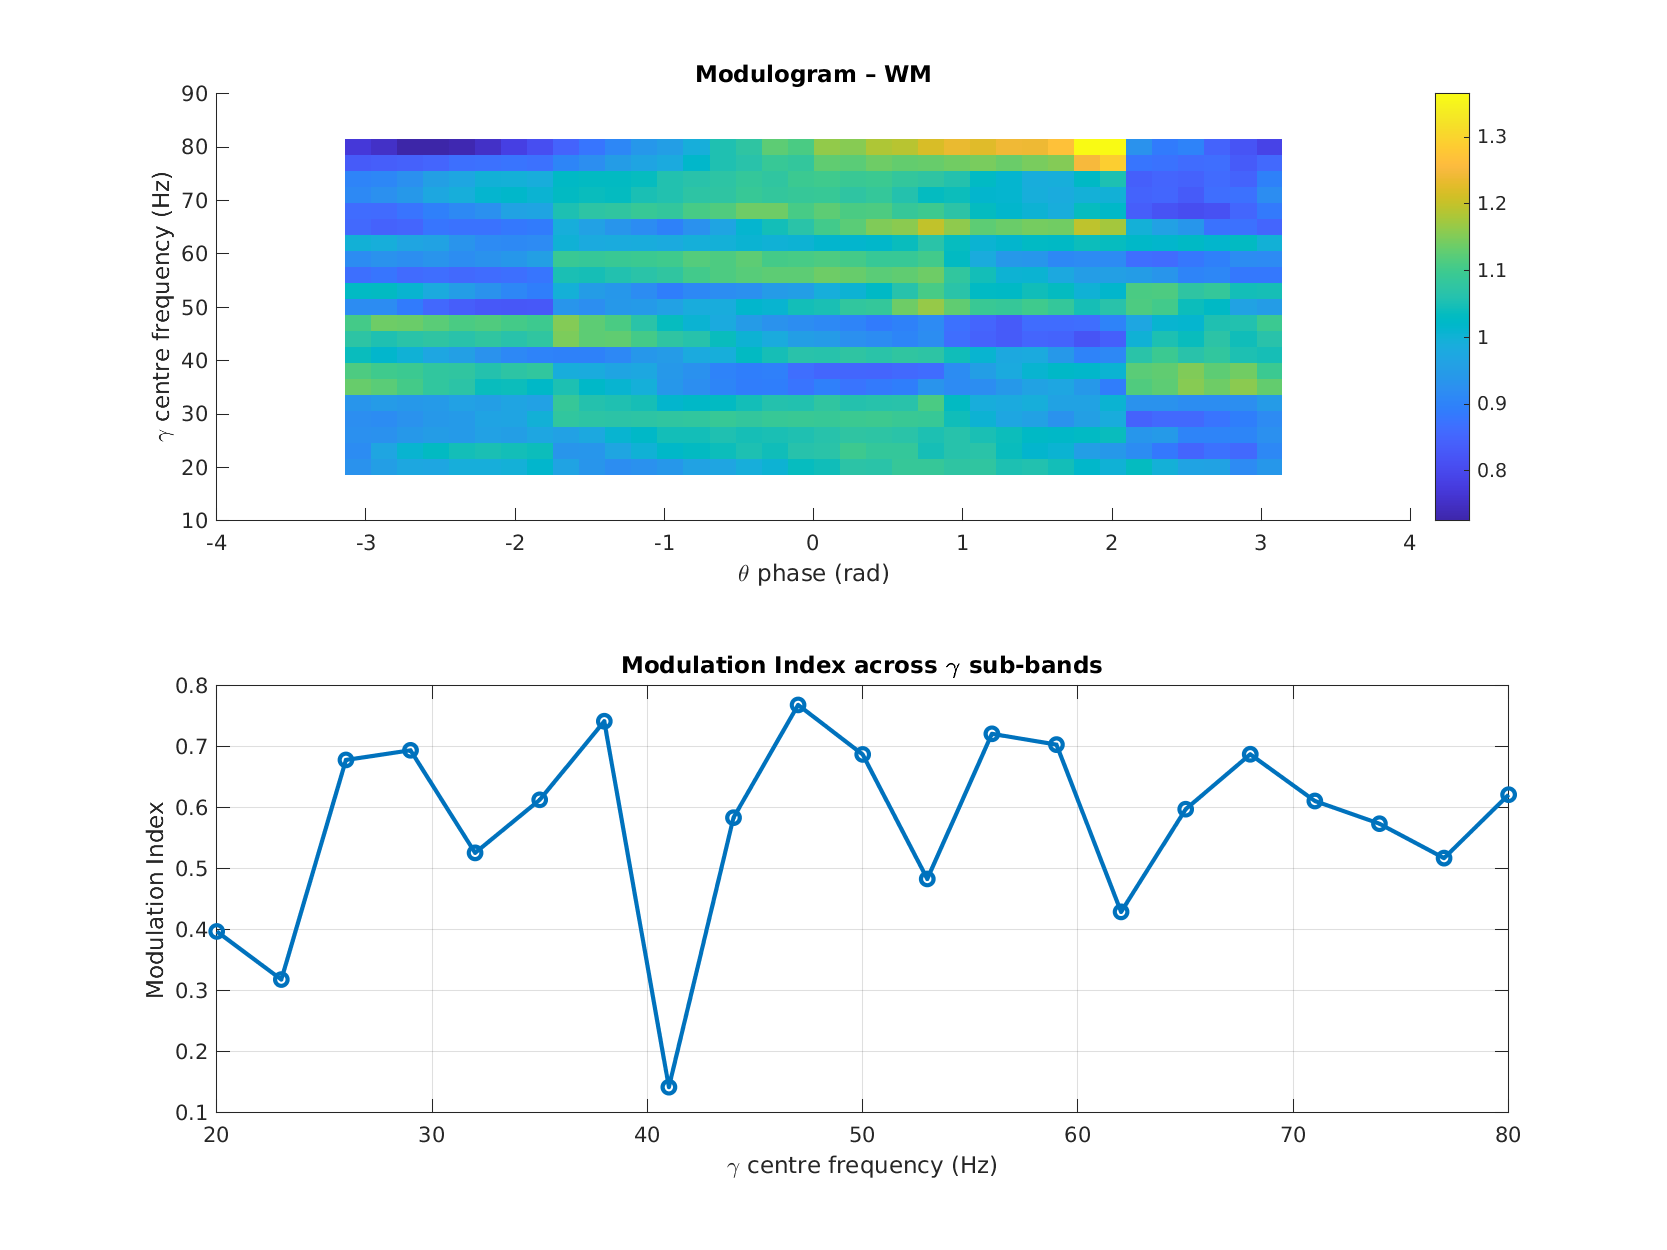 Modulogram – WM
90
80
70
60
50
40
30
20
10
γ centre frequency (Hz)
-4 -3 -2 -1 0 1 2 3 4
θ phase (rad)
1.3
1.2
1.1
1
0.9
0.8
Modulation Index across γ sub-bands
0.8
0.7
0.6
0.5
0.4
0.3
0.2
0.1
Modulation Index
20 30 40 50 60 70 80
γ centre frequency (Hz)